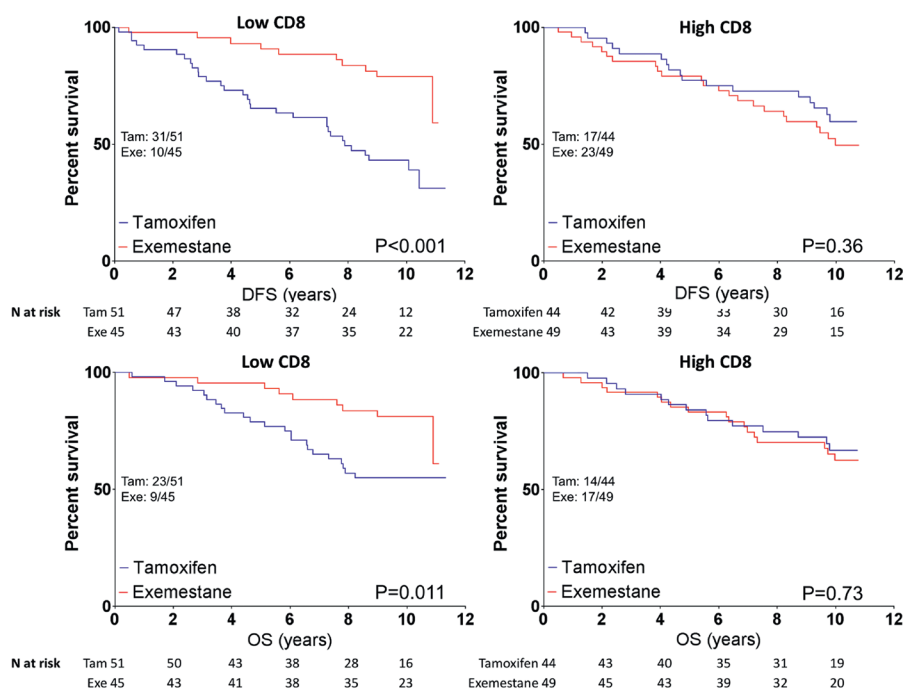 Low CD8
High CD8
Percent survival
100
50
0
Tam: 31/51
Exe: 10/45
Tamoxifen
Exemestane
P<0.001
0 2 4 6 8 10 12
DFS (years)
Percent survival
100
50
0
Tam: 17/44
Exe: 23/49
Tamoxifen
Exemestane
P=0.36
0 2 4 6 8 10 12
DFS (years)
N at risk Tam 51 47 38 32 24 12
Exe 45 43 40 37 35 22
Tamoxifen 44 42 39 33 30 16
Exemestane 49 43 39 34 29 15
Low CD8
High CD8
Percent survival
100
50
0
Tam: 23/51
Exe: 9/45
Tamoxifen
Exemestane
P=0.011
0 2 4 6 8 10 12
OS (years)
Percent survival
100
50
0
Tam: 14/44
Exe: 17/49
Tamoxifen
Exemestane
P=0.73
0 2 4 6 8 10 12
OS (years)
N at risk Tam 51 50 43 38 28 16
Exe 45 43 41 38 35 23
Tamoxifen 44 43 40 35 31 19
Exemestane 49 45 43 39 32 20